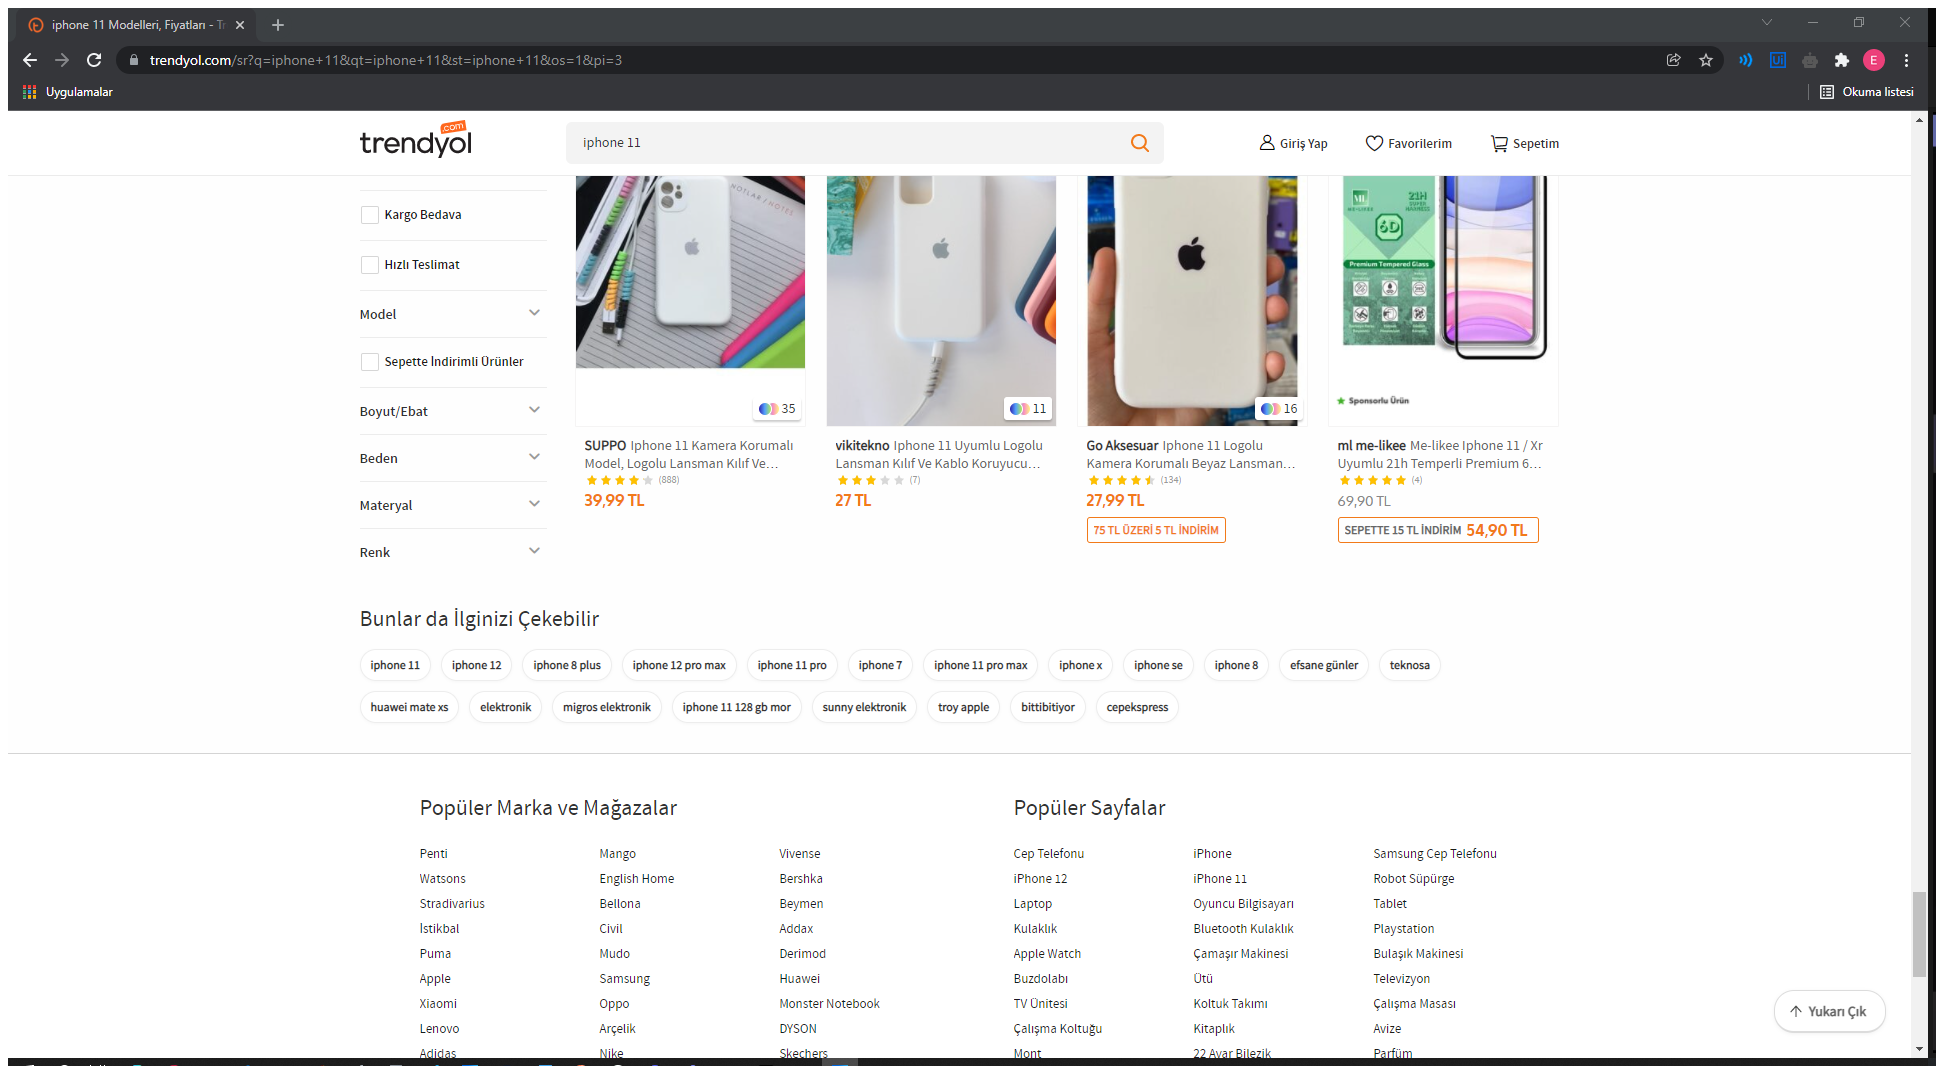 iphone 11 Modelleri, Fiyatları - Tr
trendyol.com/sr?q=iphone+11&qt=iphone+11&st=iphone+11&os=1&pi=3
E
Uygulamalar
Okuma listesi
trendyol
.com
iphone 11
Giriş Yap
Favorilerim
Sepetim
Kargo Bedava
Hızlı Teslimat
Model
Sepette İndirimli Ürünler
Boyut/Ebat
Beden
Materyal
Renk
NOTLAR / NOTES
35
SUPPO Iphone 11 Kamera Korumalı
Model, Logolu Lansman Kılıf Ve...
(888)
39,99 TL
11
vikitekno Iphone 11 Uyumlu Logolu
Lansman Kılıf Ve Kablo Koruyucu...
(7)
27 TL
16
Go Aksesuar Iphone 11 Logolu
Kamera Korumalı Beyaz Lansman...
(134)
27,99 TL
75 TL ÜZERİ 5 TL İNDİRİM
ML
ME-LIKEE
21H
6D
Premium Tempered Glass
Sponsorlu Ürün
ml me-likee Me-likee Iphone 11 / Xr
Uyumlu 21h Temperli Premium 6...
(4)
69,90 TL
SEPETTE 15 TL İNDİRİM 54,90 TL
Bunlar da İlginizi Çekebilir
iphone 11 iphone 12 iphone 8 plus iphone 12 pro max iphone 11 pro iphone 7 iphone 11 pro max iphone x iphone se iphone 8 efsane günler teknosa
huawei mate xs elektronik migros elektronik iphone 11 128 gb mor sunny elektronik troy apple bittibitiyor cepekspress
Popüler Marka ve Mağazalar
Penti Mango Vivense
Watsons English Home Bershka
Stradivarius Bellona Beymen
İstikbal Civil Addax
Puma Mudo Derimod
Apple Samsung Huawei
Xiaomi Oppo Monster Notebook
Lenovo Arçelik DYSON
Adidas Nike Skechers
Popüler Sayfalar
Cep Telefonu iPhone Samsung Cep Telefonu
iPhone 12 iPhone 11 Robot Süpürge
Laptop Oyuncu Bilgisayarı Tablet
Kulaklık Bluetooth Kulaklık Playstation
Apple Watch Çamaşır Makinesi Bulaşık Makinesi
Buzdolabı Ütü Televizyon
TV Ünitesi Koltuk Takımı Çalışma Masası
Çalışma Koltuğu Kitaplık Avize
Mont 22 Ayar Bilezik Parfüm
Yukarı Çık